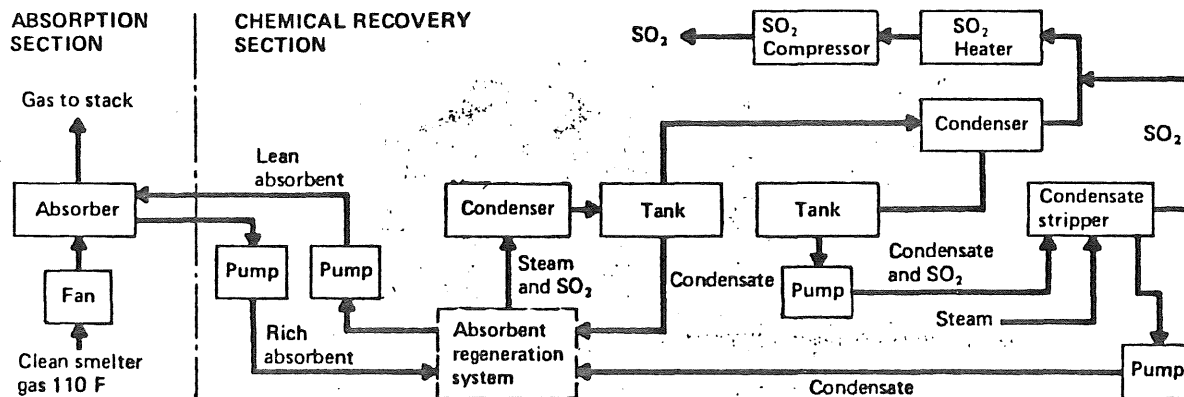 ABSORPTION
SECTION
CHEMICAL RECOVERY
SECTION
SO₂
SO₂
Compressor
SO₂
Heater
Gas to stack
Condenser
SO₂
Lean
absorbent
Absorber
Condenser
Tank
Tank
Condensate
stripper
Pump
Pump
Steam
and SO₂
Condensate
Condensate
and SO₂
Fan
Pump
Steam
Rich
absorbent
Absorbent
regeneration
system
Clean smelter
gas 110 F
Condensate
Pump